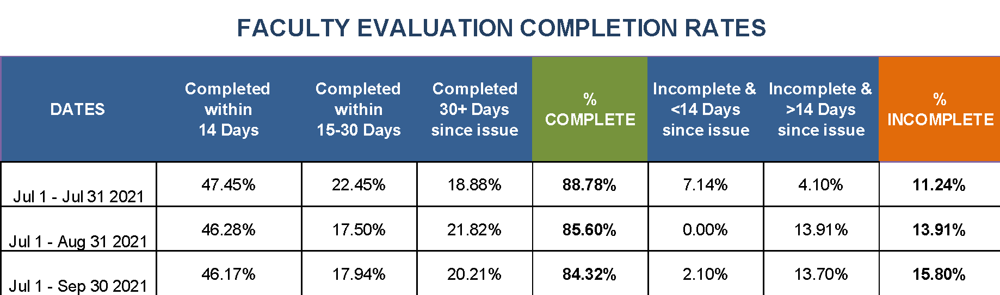 FACULTY EVALUATION COMPLETION RATES
DATES
Completed
within
14 Days
Completed
within
15-30 Days
Completed
30+ Days
since issue
%
COMPLETE
Incomplete &
<14 Days
since issue
Incomplete &
>14 Days
since issue
%
INCOMPLETE
Jul 1 - Jul 31 2021 47.45% 22.45% 18.88% 88.78% 7.14% 4.10% 11.24%
Jul 1 - Aug 31 2021 46.28% 17.50% 21.82% 85.60% 0.00% 13.91% 13.91%
Jul 1 - Sep 30 2021 46.17% 17.94% 20.21% 84.32% 2.10% 13.70% 15.80%